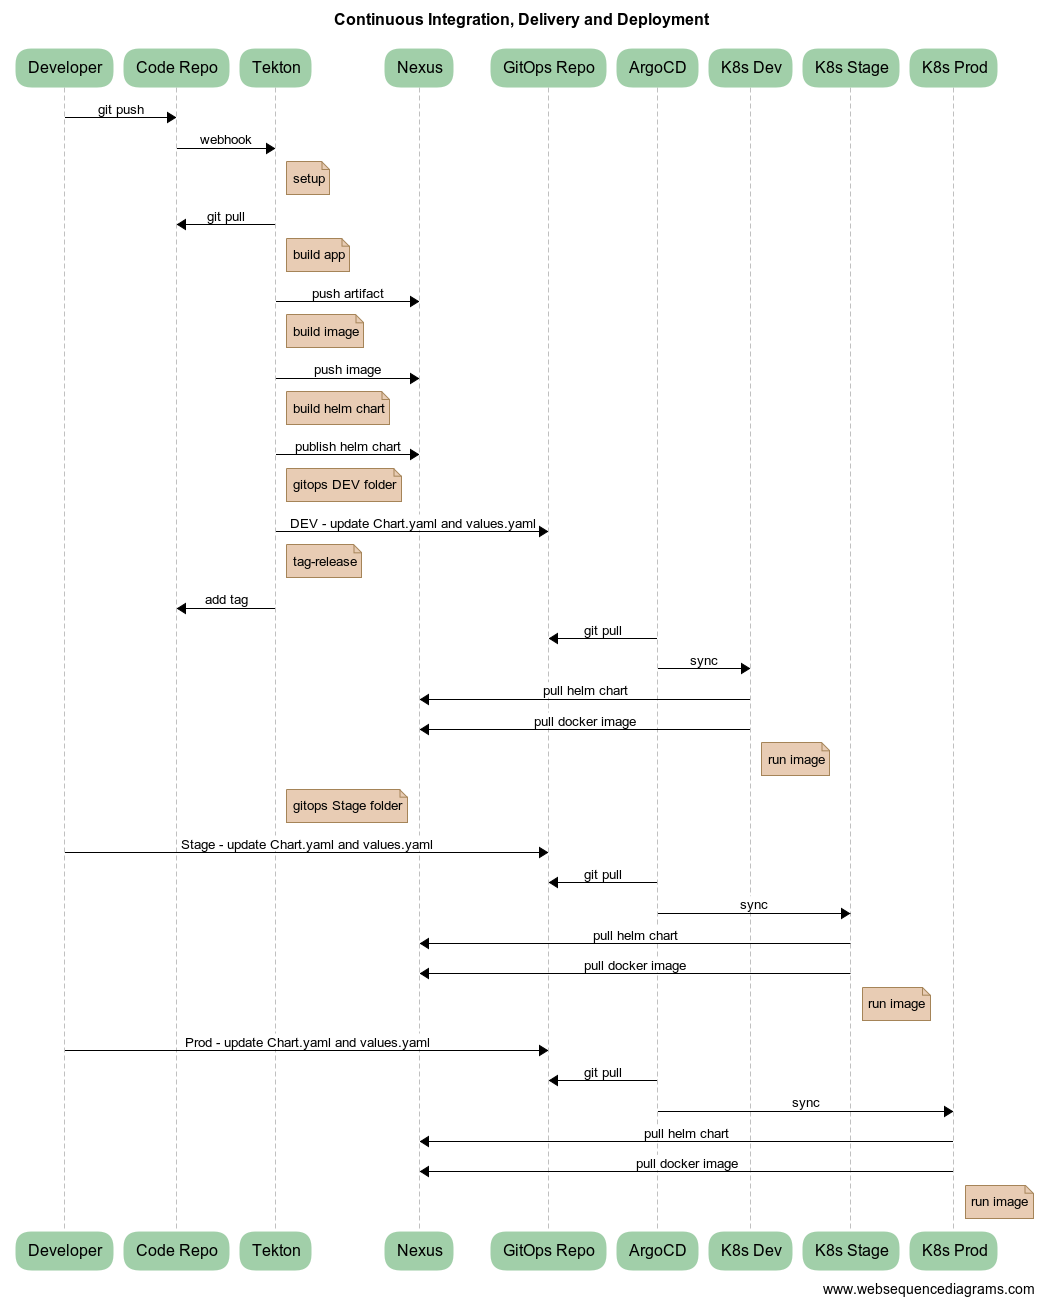 Continuous Integration, Delivery and Deployment
Developer
Code Repo
Tekton
Nexus
GitOps Repo
ArgoCD
K8s Dev
K8s Stage
K8s Prod
git push
webhook
setup
git pull
build app
push artifact
build image
push image
build helm chart
publish helm chart
gitops DEV folder
DEV - update Chart.yaml and values.yaml
tag-release
add tag
git pull
sync
pull helm chart
pull docker image
run image
gitops Stage folder
Stage - update Chart.yaml and values.yaml
git pull
sync
pull helm chart
pull docker image
run image
Prod - update Chart.yaml and values.yaml
git pull
sync
pull helm chart
pull docker image
run image
Developer
Code Repo
Tekton
Nexus
GitOps Repo
ArgoCD
K8s Dev
K8s Stage
K8s Prod
www.websequencediagrams.com